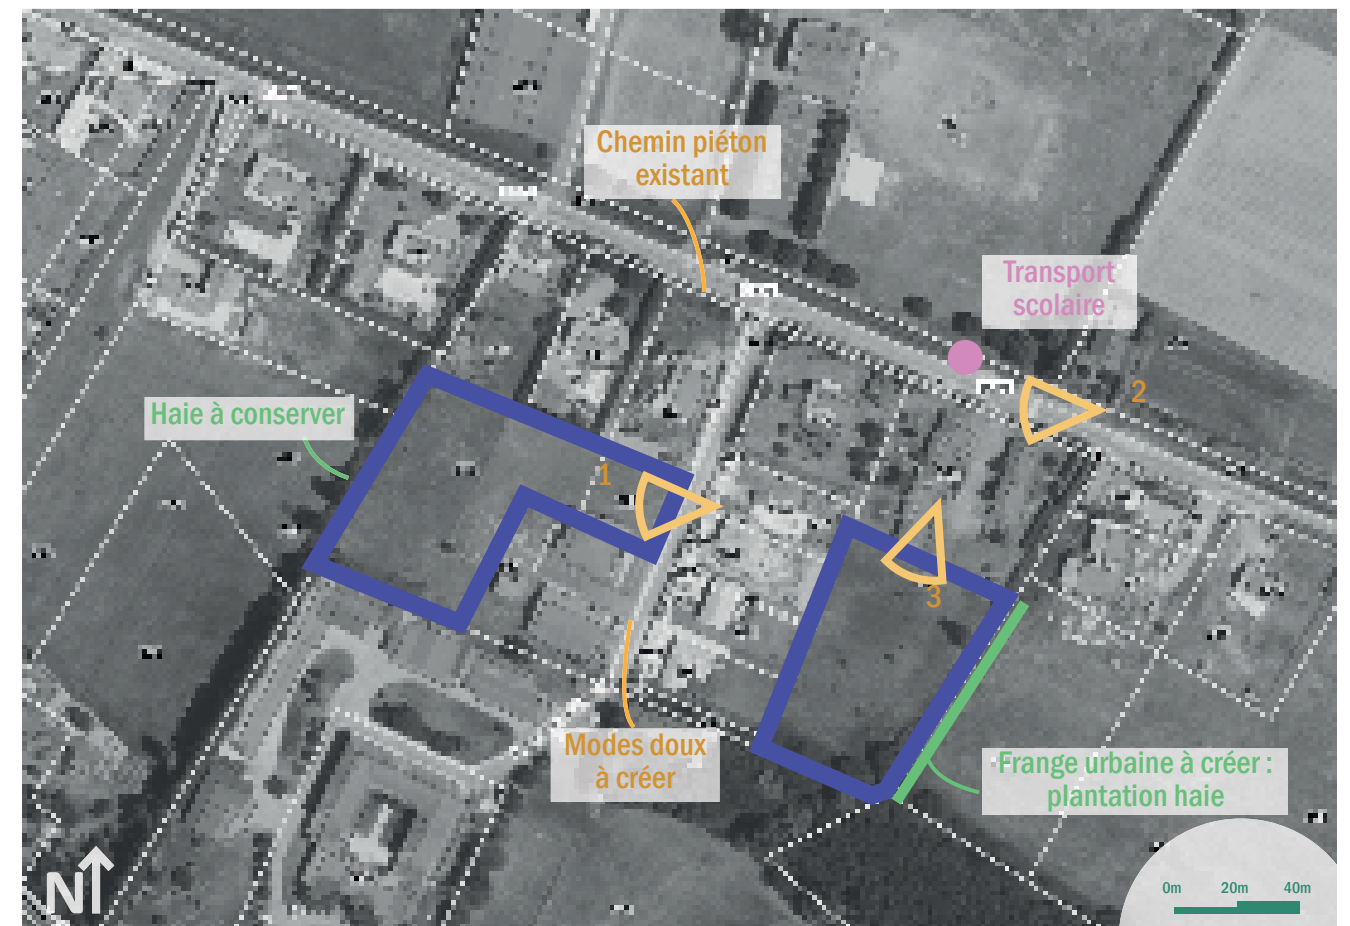 Chemin piéton
existant
Transport
scolaire
2
Haie à conserver
1
3
Modes doux
à créer
Frange urbaine à créer :
plantation haie
N
0m 20m 40m